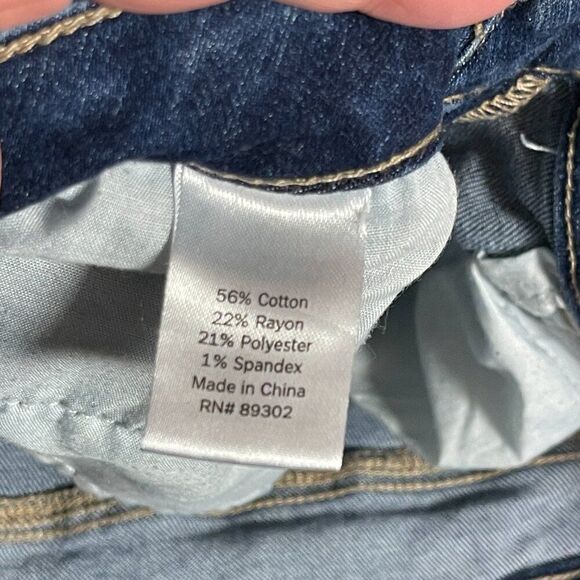 56% Cotton
22% Rayon
21% Polyester
1% Spandex
Made in China
RN# 89302